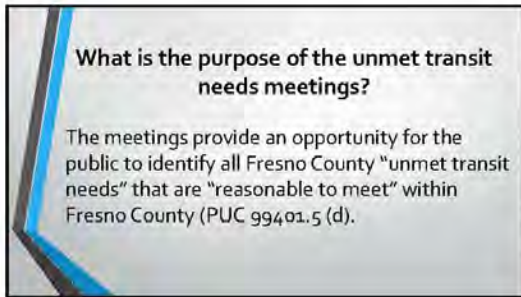 What is the purpose of the unmet transit
needs meetings?
The meetings provide an opportunity for the
public to identify all Fresno County “unmet transit
needs” that are “reasonable to meet” within
Fresno County (PUC 99401.5 (d).